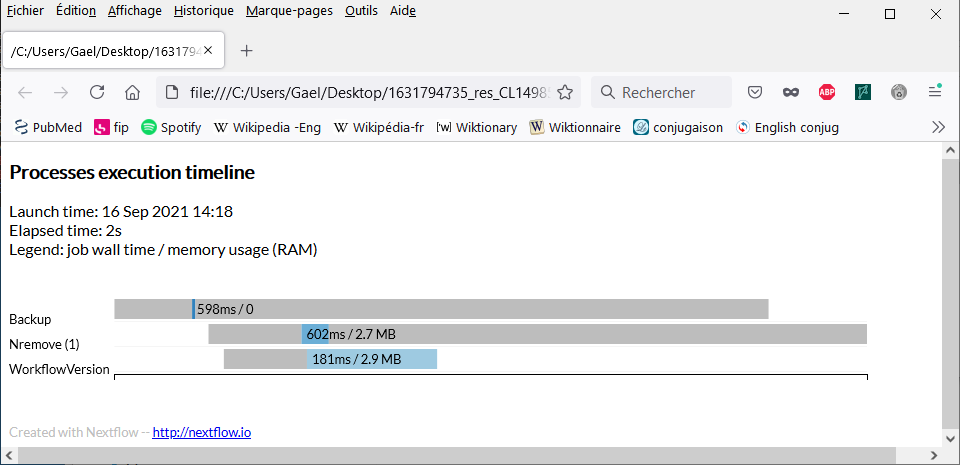 Fichier Édition Affichage Historique Marque-pages Outils Aide
/C:/Users/Gael/Desktop/163179
file:///C:/Users/Gael/Desktop/1631794735_res_CL1498 Rechercher
ABP
PubMed fip Spotify W Wikipedia -Eng W Wikipédia-fr [w] Wiktionary W Wiktionnaire conjugaison English conjug
Processes execution timeline
Launch time: 16 Sep 2021 14:18
Elapsed time: 2s
Legend: job wall time / memory usage (RAM)
598ms / 0
Backup
602ms / 2.7 MB
Nremove (1)
181ms / 2.9 MB
WorkflowVersion
Created with Nextflow -- http://nextflow.io